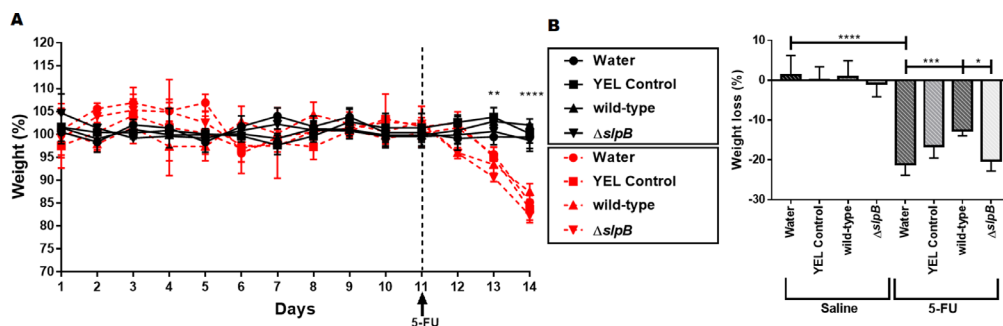 A
Weight (%)
120
115
110
105
100
95
90
85
80
75
70
** ****
1 2 3 4 5 6 7 8 9 10 11 12 13 14
Days
5-FU
Water
YEL Control
wild-type
ΔslpB
Water
YEL Control
wild-type
ΔslpB
B
Weight loss (%)
10
0
-10
-20
-30
****
*** *
Water
YEL Control
wild-type
ΔslpB
Water
YEL Control
wild-type
ΔslpB
Saline 5-FU